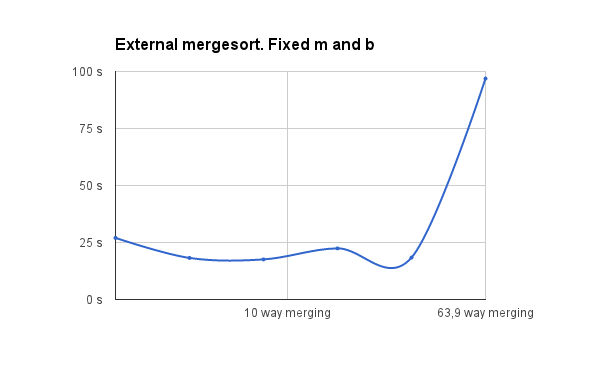 External mergesort. Fixed m and b
100 s
75 s
50 s
25 s
0 s
10 way merging
63,9 way merging